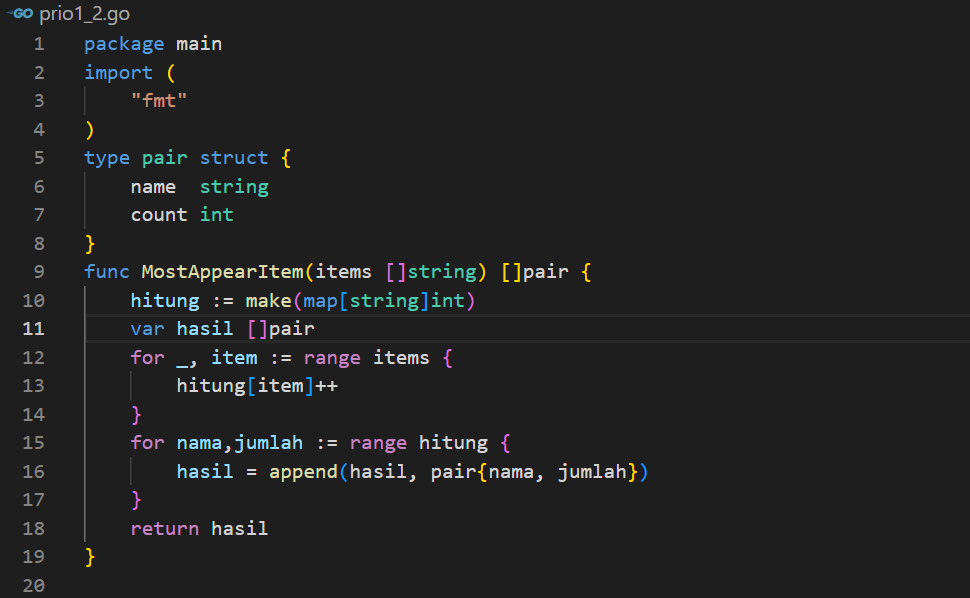 GO prio1_2.go
1 package main
2 import (
3     "fmt"
4 )
5 type pair struct {
6     name  string
7     count int
8 }
9 func MostAppearItem(items []string) []pair {
10     hitung := make(map[string]int)
11     var hasil []pair
12     for _, item := range items {
13         hitung[item]++
14     }
15     for nama,jumlah := range hitung {
16         hasil = append(hasil, pair{nama, jumlah})
17     }
18     return hasil
19 }
20